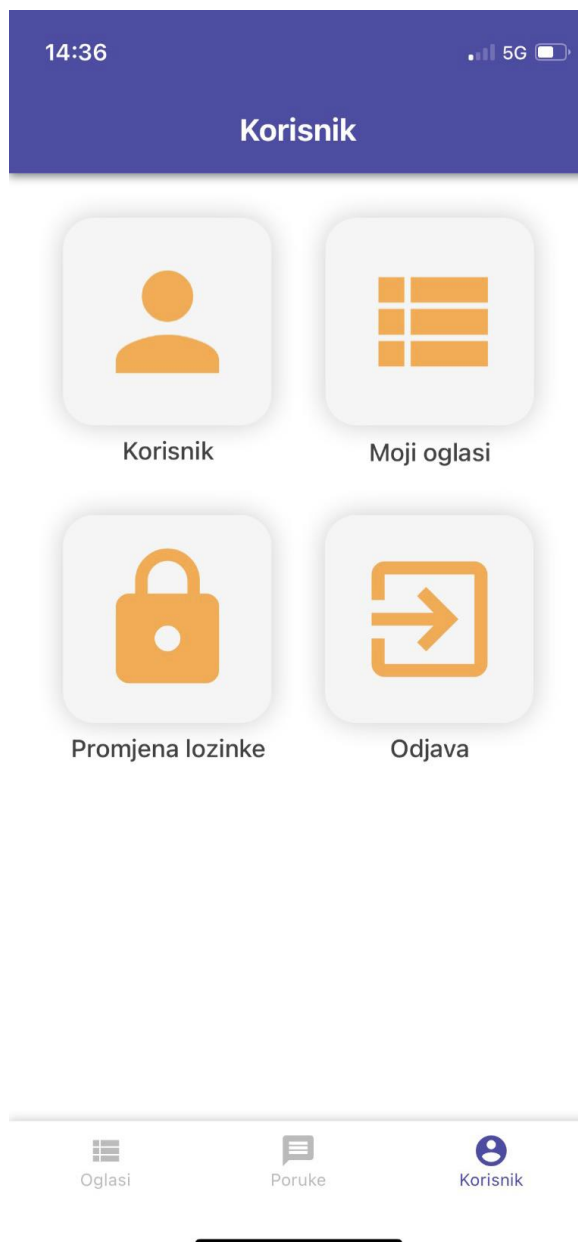 14:36 5G
Korisnik
Korisnik Moji oglasi
Promjena lozinke Odjava
Oglasi Poruke Korisnik